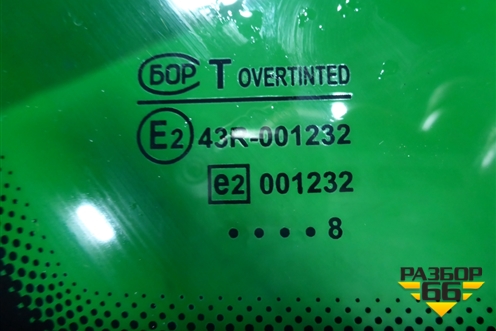 БОР T OVERTINTED
E2 43R-001232
e2 001232
• • • • 8
РАЗБОР
66